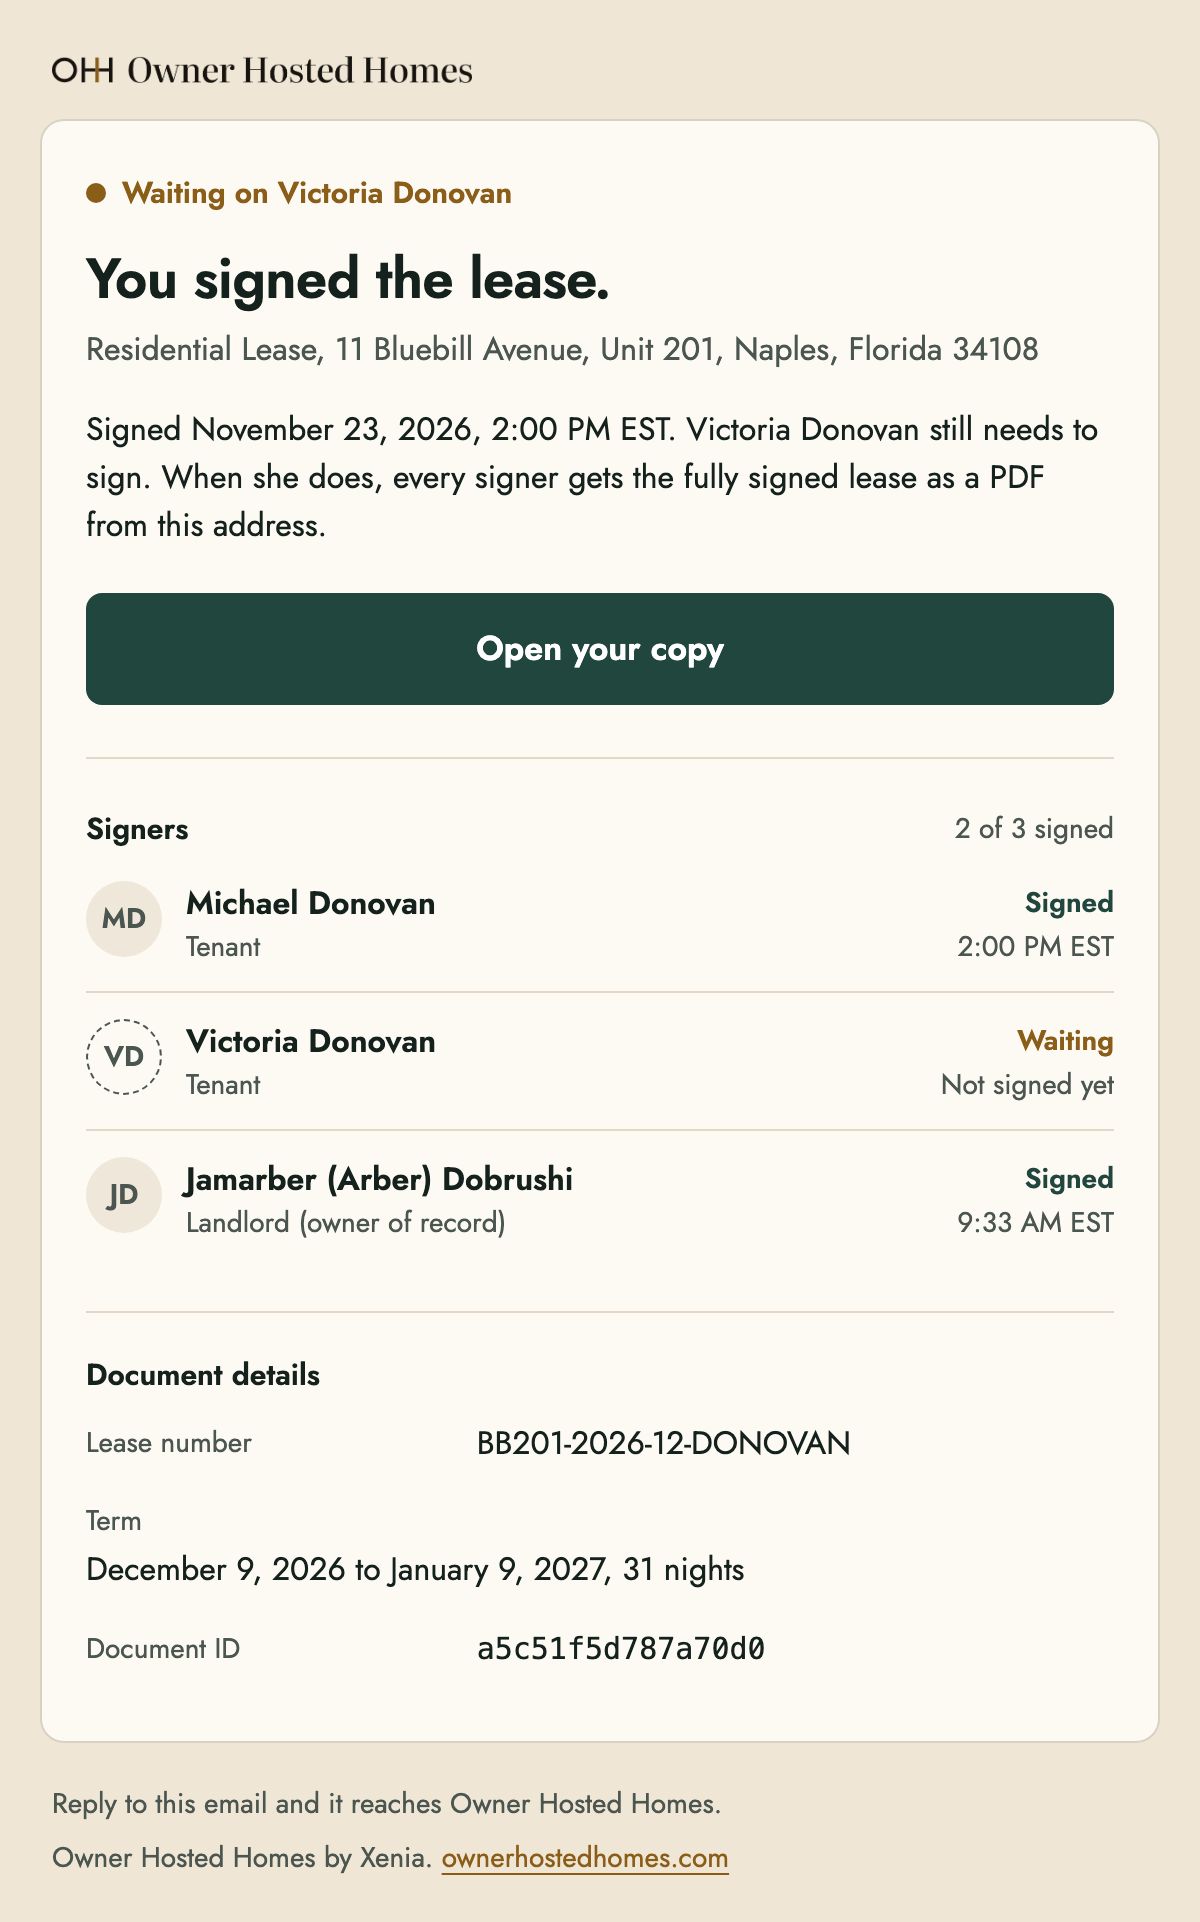 OHH Owner Hosted Homes
Waiting on Victoria Donovan
You signed the lease.
Residential Lease, 11 Bluebill Avenue, Unit 201, Naples, Florida 34108
Signed November 23, 2026, 2:00 PM EST. Victoria Donovan still needs to
sign. When she does, every signer gets the fully signed lease as a PDF
from this address.
Open your copy
Signers
2 of 3 signed
MD
Michael Donovan
Signed
Tenant
2:00 PM EST
VD
Victoria Donovan
Waiting
Tenant
Not signed yet
JD
Jamarber (Arber) Dobrushi
Signed
Landlord (owner of record)
9:33 AM EST
Document details
Lease number
BB201-2026-12-DONOVAN
Term
December 9, 2026 to January 9, 2027, 31 nights
Document ID
a5c51f5d787a70d0
Reply to this email and it reaches Owner Hosted Homes.
Owner Hosted Homes by Xenia. ownerhostedhomes.com